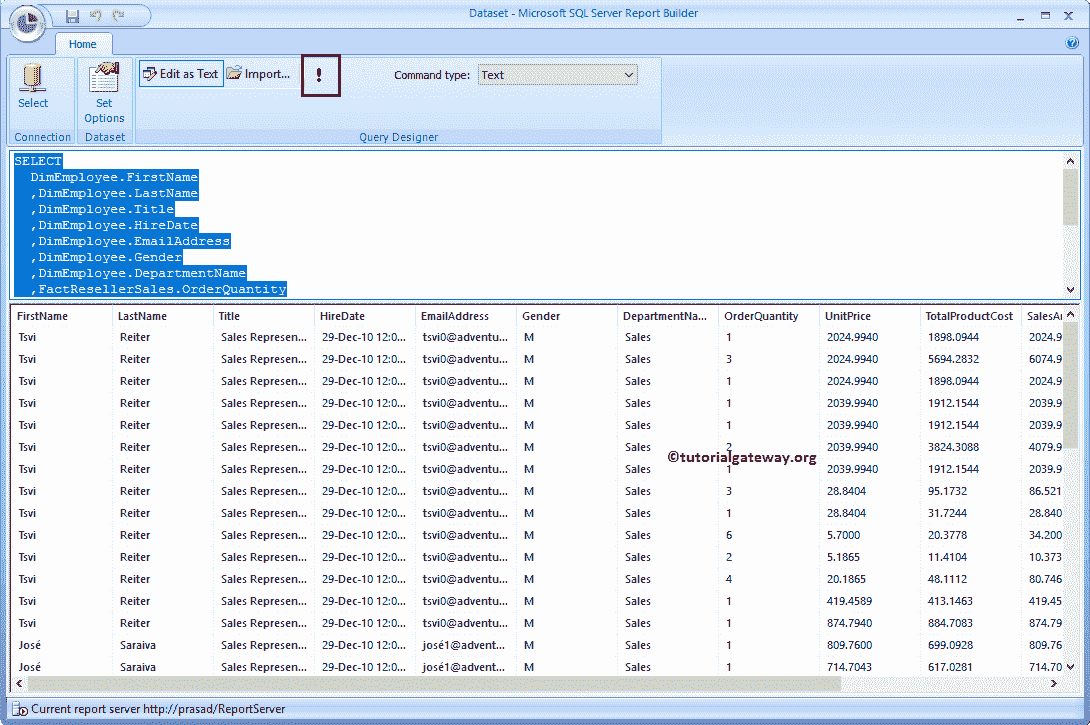 Dataset - Microsoft SQL Server Report Builder
Home
Edit as Text Import... ! Command type: Text
Select Set Options
Connection Dataset Query Designer
SELECT
DimEmployee.FirstName
,DimEmployee.LastName
,DimEmployee.Title
,DimEmployee.HireDate
,DimEmployee.EmailAddress
,DimEmployee.Gender
,DimEmployee.DepartmentName
,FactResellerSales.OrderQuantity
FirstName LastName Title HireDate EmailAddress Gender DepartmentNa... OrderQuantity UnitPrice TotalProductCost
Tsvi Reiter Sales Represen... 29-Dec-10 12:0... tsvi0@adventu... M Sales 1 2024.9940 1898.0944 2024.9
Tsvi Reiter Sales Represen... 29-Dec-10 12:0... tsvi0@adventu... M Sales 3 2024.9940 5694.2832 6074.9
Tsvi Reiter Sales Represen... 29-Dec-10 12:0... tsvi0@adventu... M Sales 1 2024.9940 1898.0944 2024.9
Tsvi Reiter Sales Represen... 29-Dec-10 12:0... tsvi0@adventu... M Sales 1 2039.9940 1912.1544 2039.9
Tsvi Reiter Sales Represen... 29-Dec-10 12:0... tsvi0@adventu... M Sales 1 2039.9940 1912.1544 2039.9
Tsvi Reiter Sales Represen... 29-Dec-10 12:0... tsvi0@adventu... M Sales 2 2039.9940 3824.3088 4079.9
©tutorialgateway.org
Tsvi Reiter Sales Represen... 29-Dec-10 12:0... tsvi0@adventu... M Sales 1 2039.9940 1912.1544 2039.9
Tsvi Reiter Sales Represen... 29-Dec-10 12:0... tsvi0@adventu... M Sales 3 28.8404 95.1732 86.521
Tsvi Reiter Sales Represen... 29-Dec-10 12:0... tsvi0@adventu... M Sales 1 28.8404 31.7244 28.840
Tsvi Reiter Sales Represen... 29-Dec-10 12:0... tsvi0@adventu... M Sales 6 5.7000 20.3778 34.200
Tsvi Reiter Sales Represen... 29-Dec-10 12:0... tsvi0@adventu... M Sales 2 5.1865 11.4104 10.373
Tsvi Reiter Sales Represen... 29-Dec-10 12:0... tsvi0@adventu... M Sales 4 20.1865 48.1112 80.746
Tsvi Reiter Sales Represen... 29-Dec-10 12:0... tsvi0@adventu... M Sales 1 419.4589 413.1463 419.45
Tsvi Reiter Sales Represen... 29-Dec-10 12:0... tsvi0@adventu... M Sales 1 874.7940 884.7083 874.79
José Saraiva Sales Represen... 29-Dec-10 12:0... josé1@advent... M Sales 1 809.7600 699.0928 809.76
José Saraiva Sales Represen... 29-Dec-10 12:0... josé1@advent... M Sales 1 714.7043 617.0281 714.70
Current report server http://prasad/ReportServer